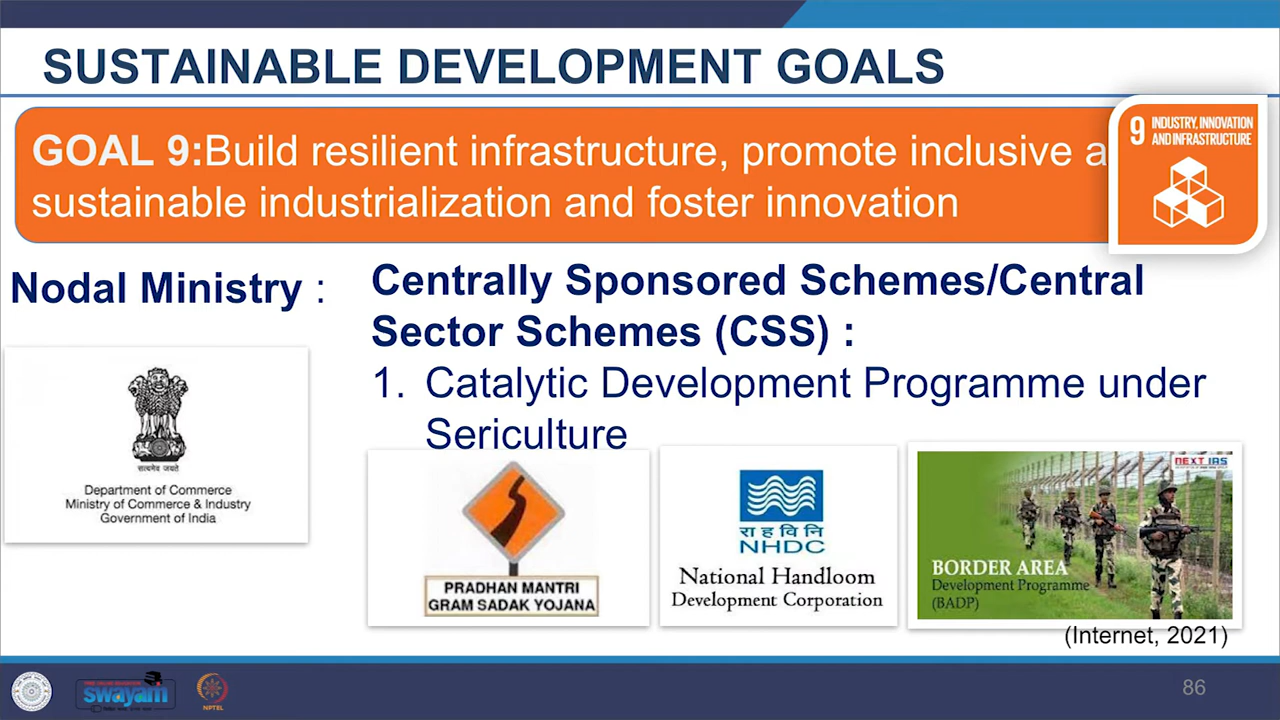 SUSTAINABLE DEVELOPMENT GOALS
GOAL 9:Build resilient infrastructure, promote inclusive a
sustainable industrialization and foster innovation
9 INDUSTRY, INNOVATION
AND INFRASTRUCTURE
Nodal Ministry :
सत्यमेव जयते
Department of Commerce
Ministry of Commerce & Industry
Government of India
Centrally Sponsored Schemes/Central
Sector Schemes (CSS) :
1. Catalytic Development Programme under
Sericulture
PRADHAN MANTRI
GRAM SADAK YOJANA
रा ह वि नि
NHDC
National Handloom
Development Corporation
NEXT IAS
BORDER AREA
Development Programme
(BADP)
(Internet, 2021)
swayam
NPTEL
86